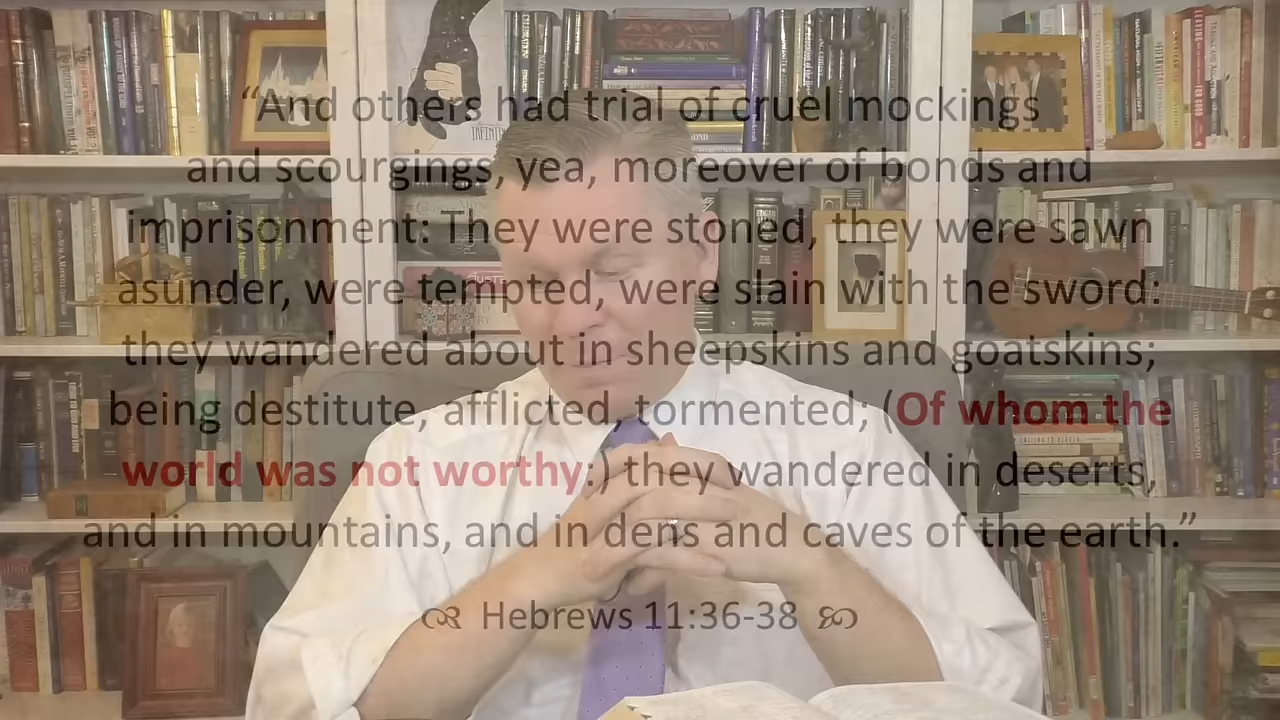 “And others had trial of cruel mockings
and scourgings, yea, moreover of bonds and
imprisonment: They were stoned, they were sawn
asunder, were tempted, were slain with the sword:
they wandered about in sheepskins and goatskins;
being destitute, afflicted, tormented; (Of whom the
world was not worthy:) they wandered in deserts,
and in mountains, and in dens and caves of the earth.”
Hebrews 11:36-38